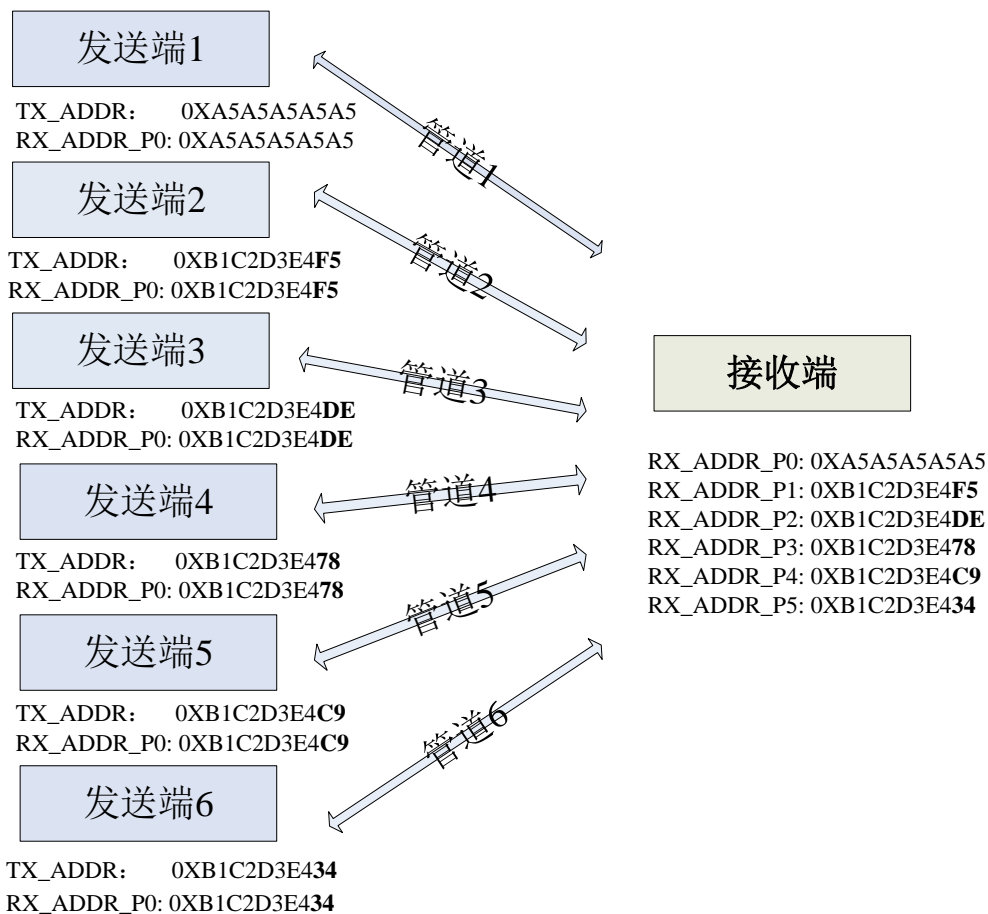 发送端1
TX_ADDR： 0XA5A5A5A5A5
RX_ADDR_P0: 0XA5A5A5A5A5
管道1
发送端2
TX_ADDR： 0XB1C2D3E4F5
RX_ADDR_P0: 0XB1C2D3E4F5
管道2
发送端3
TX_ADDR： 0XB1C2D3E4DE
RX_ADDR_P0: 0XB1C2D3E4DE
管道3
发送端4
TX_ADDR： 0XB1C2D3E478
RX_ADDR_P0: 0XB1C2D3E478
管道4
发送端5
TX_ADDR： 0XB1C2D3E4C9
RX_ADDR_P0: 0XB1C2D3E4C9
管道5
发送端6
TX_ADDR： 0XB1C2D3E434
RX_ADDR_P0: 0XB1C2D3E434
管道6
接收端
RX_ADDR_P0: 0XA5A5A5A5A5
RX_ADDR_P1: 0XB1C2D3E4F5
RX_ADDR_P2: 0XB1C2D3E4DE
RX_ADDR_P3: 0XB1C2D3E478
RX_ADDR_P4: 0XB1C2D3E4C9
RX_ADDR_P5: 0XB1C2D3E434